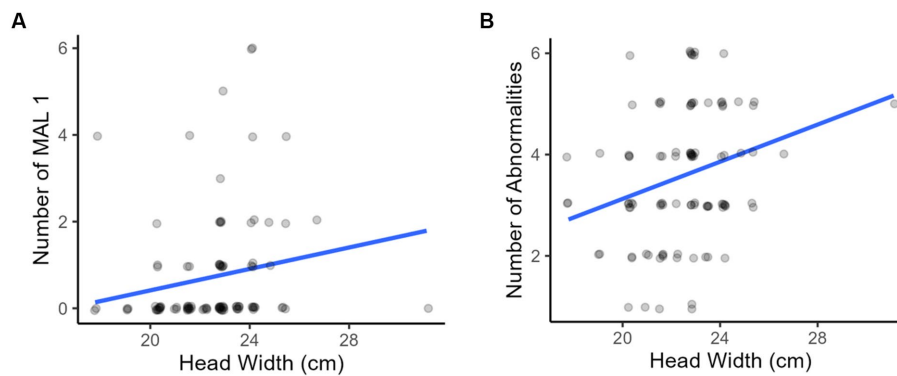 A
Number of MAL 1
6
4
2
0
20 24 28
Head Width (cm)
B
Number of Abnormalities
6
4
2
20 24 28
Head Width (cm)